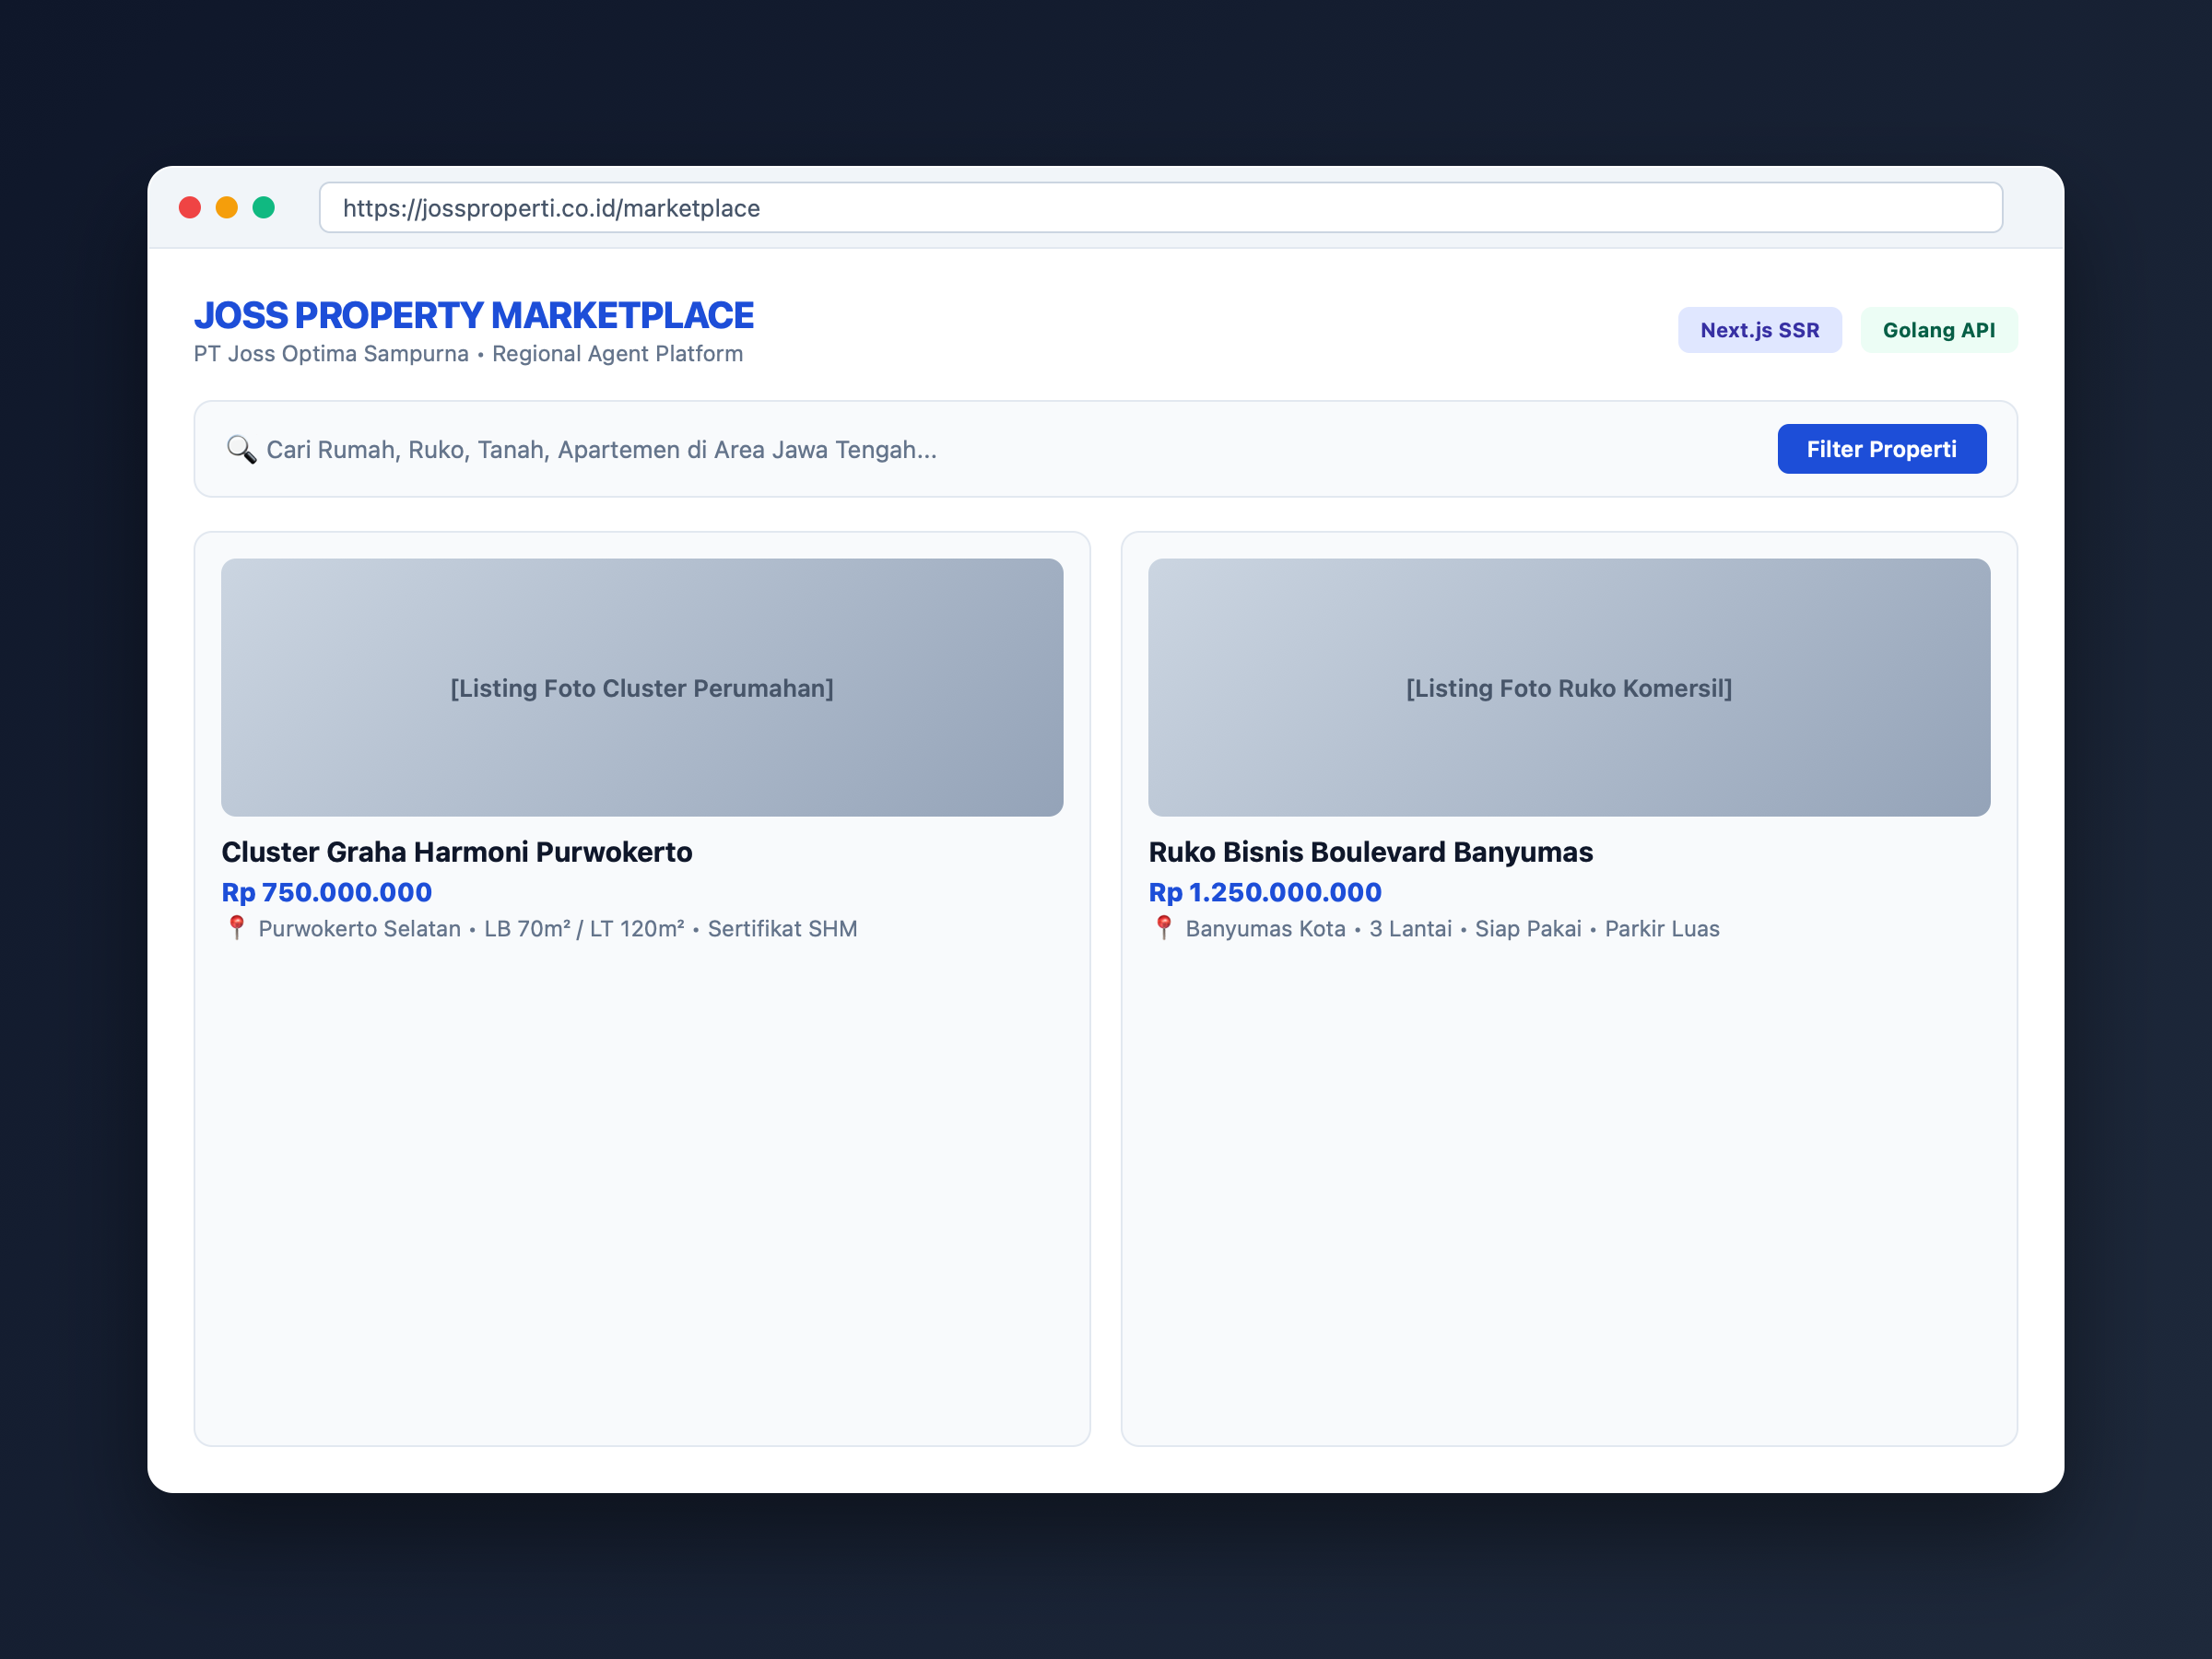 https://jossproperti.co.id/marketplace
JOSS PROPERTY MARKETPLACE
PT Joss Optima Sampurna • Regional Agent Platform
Next.js SSR
Golang API
🔍 Cari Rumah, Ruko, Tanah, Apartemen di Area Jawa Tengah...
Filter Properti
[Listing Foto Cluster Perumahan]
Cluster Graha Harmoni Purwokerto
Rp 750.000.000
📍 Purwokerto Selatan • LB 70m² / LT 120m² • Sertifikat SHM
[Listing Foto Ruko Komersil]
Ruko Bisnis Boulevard Banyumas
Rp 1.250.000.000
📍 Banyumas Kota • 3 Lantai • Siap Pakai • Parkir Luas